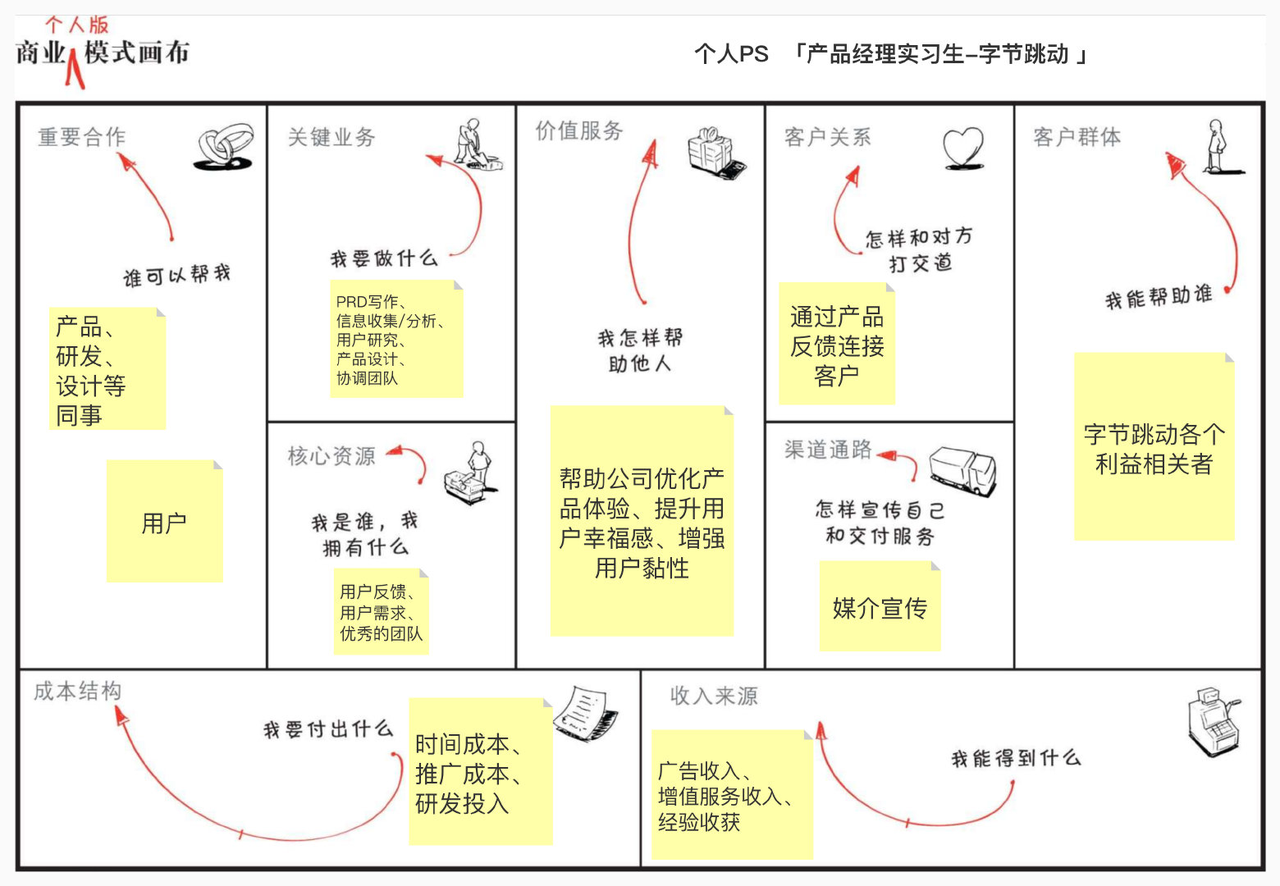 个人版
商业 模式画布
个人PS 「产品经理实习生-字节跳动 」
重要合作
谁可以帮我
产品、
研发、
设计等
同事
用户
关键业务
我要做什么
PRD写作、
信息收集/分析、
用户研究、
产品设计、
协调团队
核心资源
我是谁，我
拥有什么
用户反馈、
用户需求、
优秀的团队
价值服务
我怎样帮
助他人
帮助公司优化产
品体验、提升用
户幸福感、增强
用户黏性
客户关系
怎样和对方
打交道
通过产品
反馈连接
客户
渠道通路
怎样宣传自己
和交付服务
媒介宣传
客户群体
我能帮助谁
字节跳动各个
利益相关者
成本结构
我要付出什么
时间成本、
推广成本、
研发投入
收入来源
我能得到什么
广告收入、
增值服务收入、
经验收获